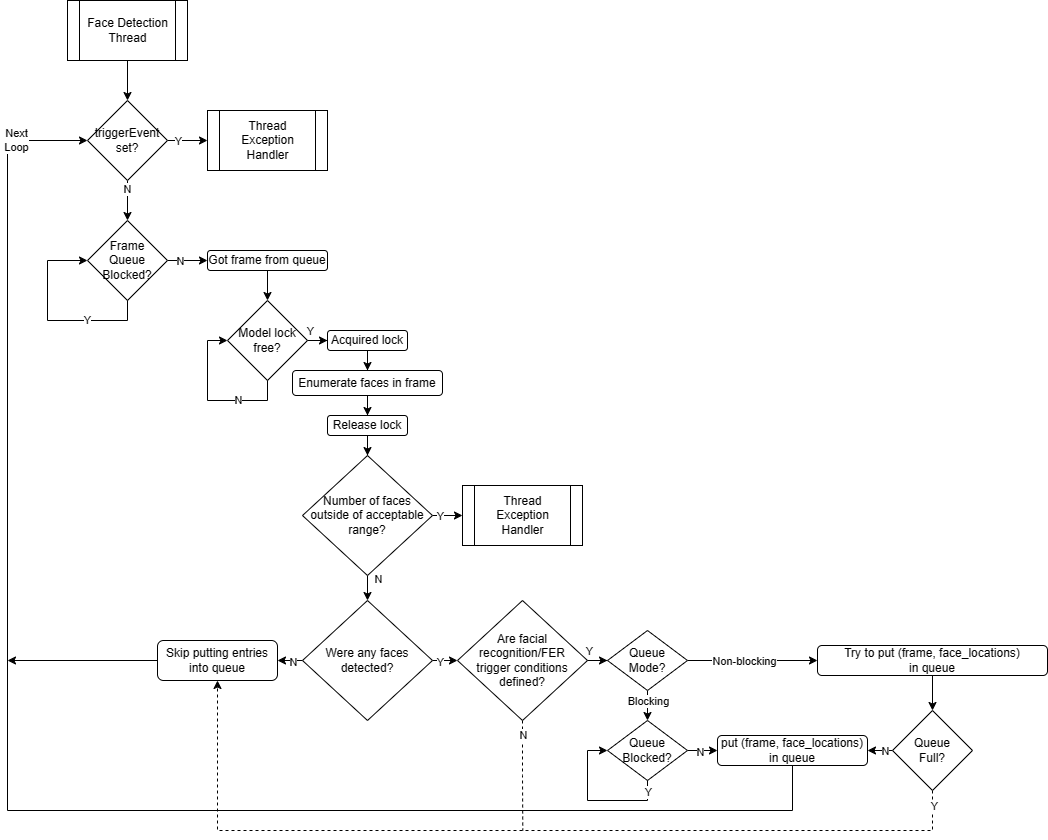 Face Detection
Thread
Next
Loop
triggerEvent
set?
Y
Thread
Exception
Handler
N
Frame
Queue
Blocked?
N
Got frame from queue
Y
Model lock
free?
Y
Acquired lock
Enumerate faces in frame
N
Release lock
Number of faces
outside of acceptable
range?
Y
Thread
Exception
Handler
N
Skip putting entries
into queue
N
Were any faces
detected?
Y
Are facial
recognition/FER
trigger conditions
defined?
Y
Queue
Mode?
Non-blocking
Try to put (frame, face_locations)
in queue
Blocking
N
Queue
Blocked?
N
put (frame, face_locations)
in queue
N
Queue
Full?
Y
Y